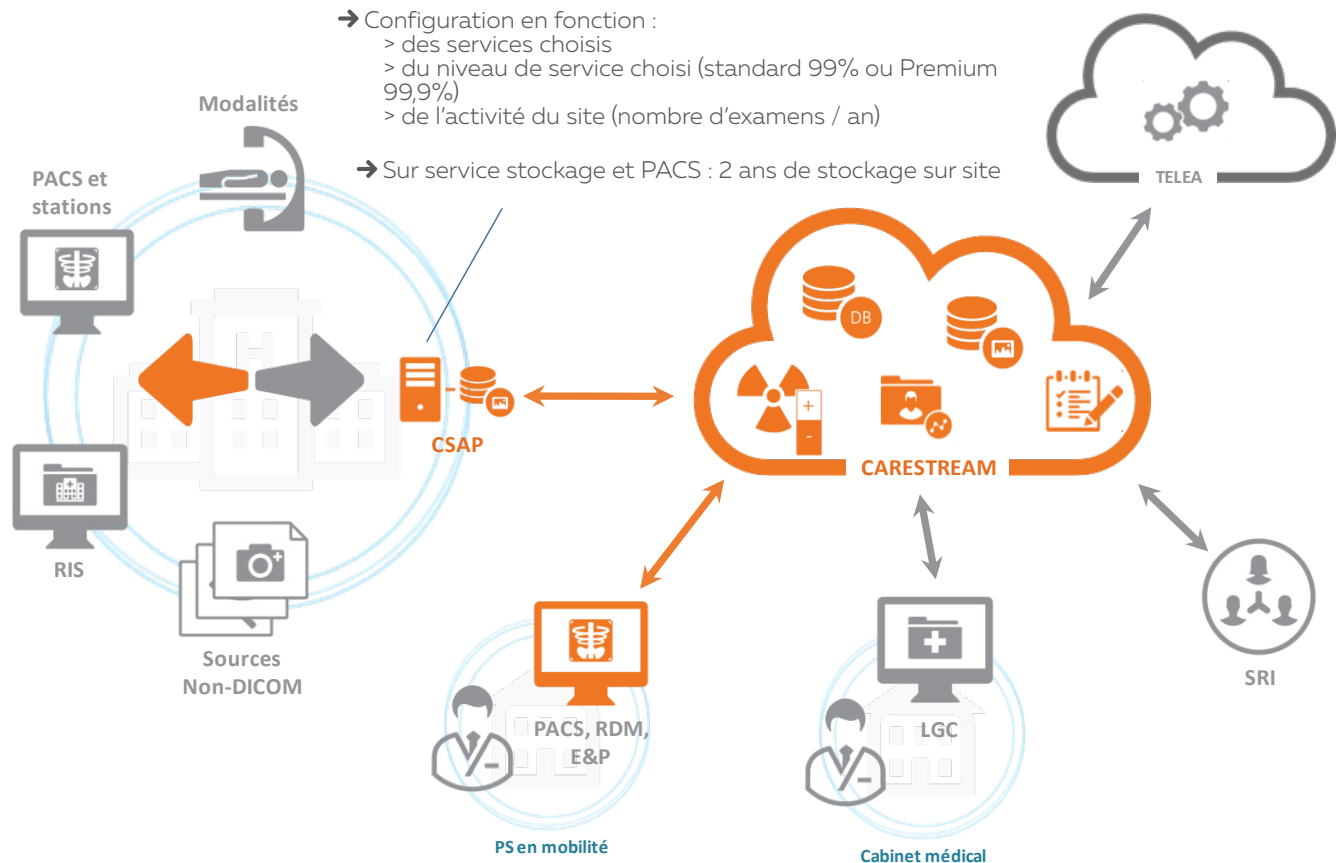 ➔ Configuration en fonction :
> des services choisis
> du niveau de service choisi (standard 99% ou Premium
99,9%)
> de l’activité du site (nombre d’examens / an)
➔ Sur service stockage et PACS : 2 ans de stockage sur site
Modalités
PACS et
stations
H
RIS
Sources
Non-DICOM
CSAP
TELEA
DB
+
-
CARESTREAM
PACS, RDM,
E&P
PS en mobilité
LGC
Cabinet médical
SRI